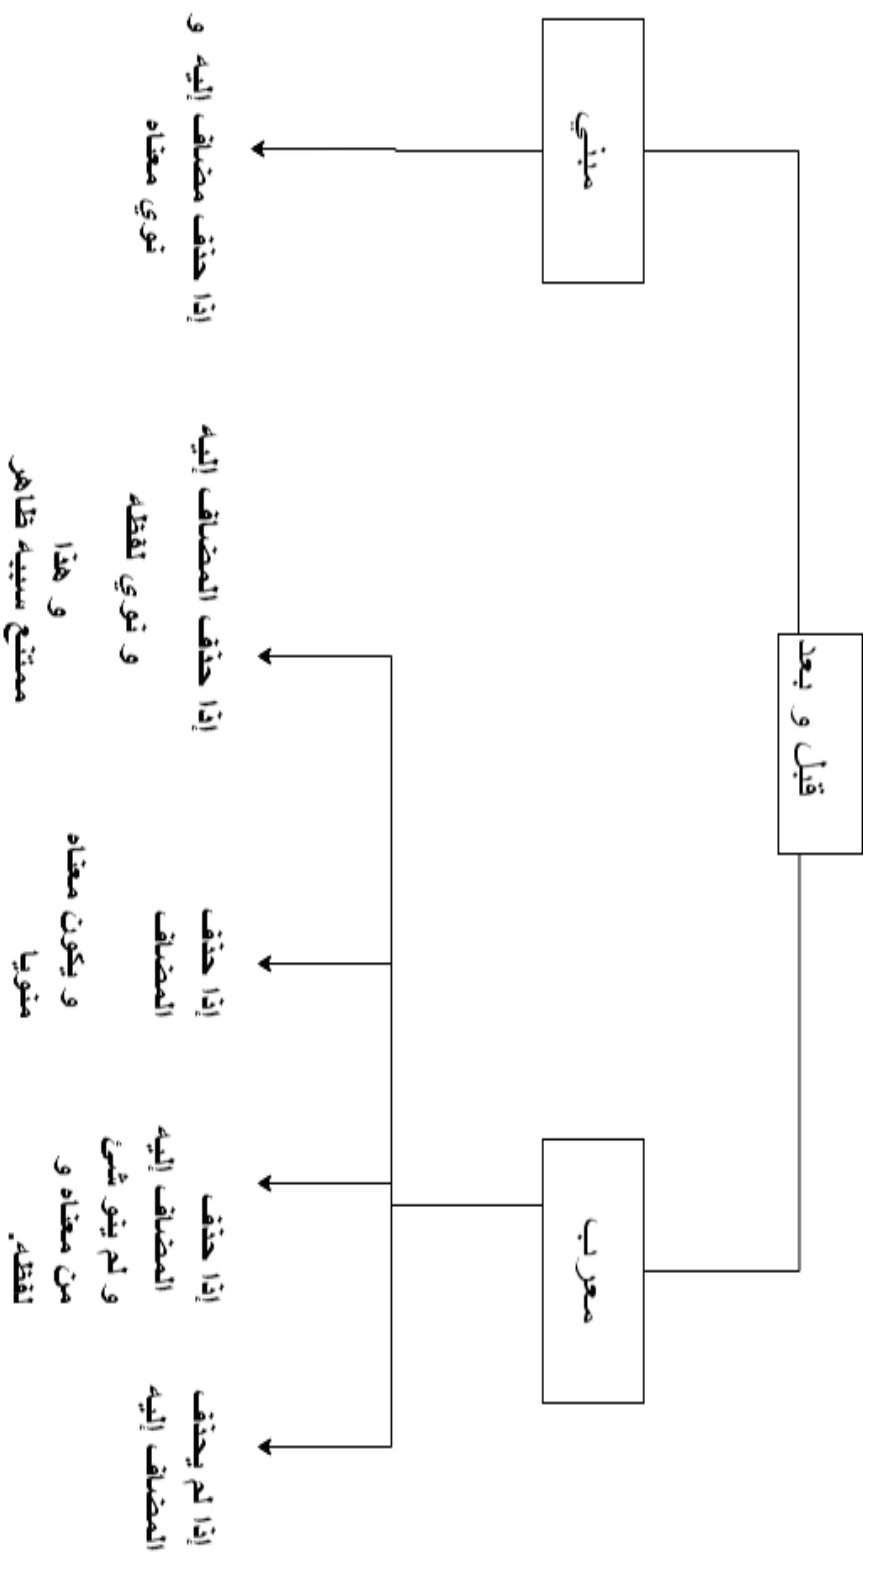 قبل و بعد
مبني
معرب
إذا حذف مضاف إليه و
نوي معناه
إذا حذف المضاف إليه
و نوي لفظه
و هذا
ممتنع سببه ظاهر
إذا حذف
المضاف
و يكون معناه
منويا
إذا حذف
المضاف إليه
و لم ينو شئ
من معناه و
لفظه.
إذا لم يحذف
المضاف إليه